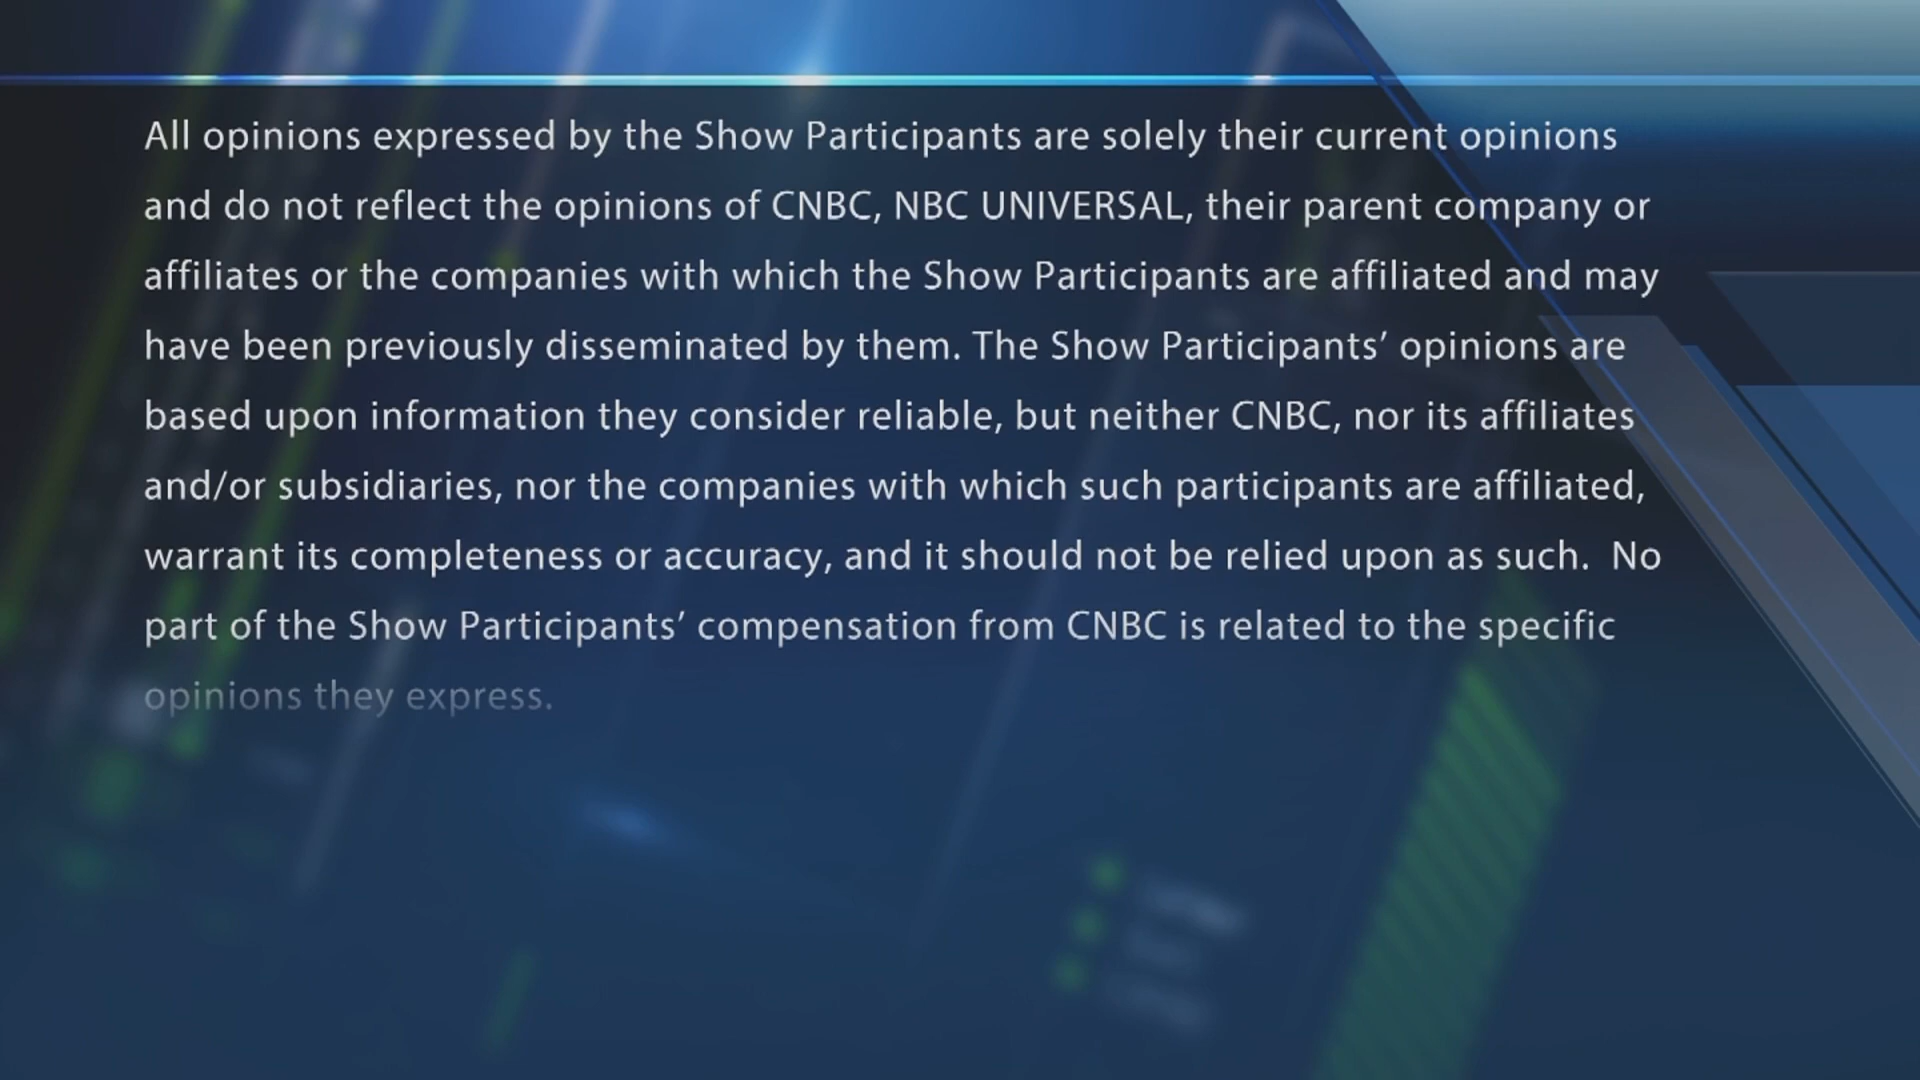 All opinions expressed by the Show Participants are solely their current opinions
and do not reflect the opinions of CNBC, NBC UNIVERSAL, their parent company or
affiliates or the companies with which the Show Participants are affiliated and may
have been previously disseminated by them. The Show Participants’ opinions are
based upon information they consider reliable, but neither CNBC, nor its affiliates
and/or subsidiaries, nor the companies with which such participants are affiliated,
warrant its completeness or accuracy, and it should not be relied upon as such.  No
part of the Show Participants’ compensation from CNBC is related to the specific
opinions they express.